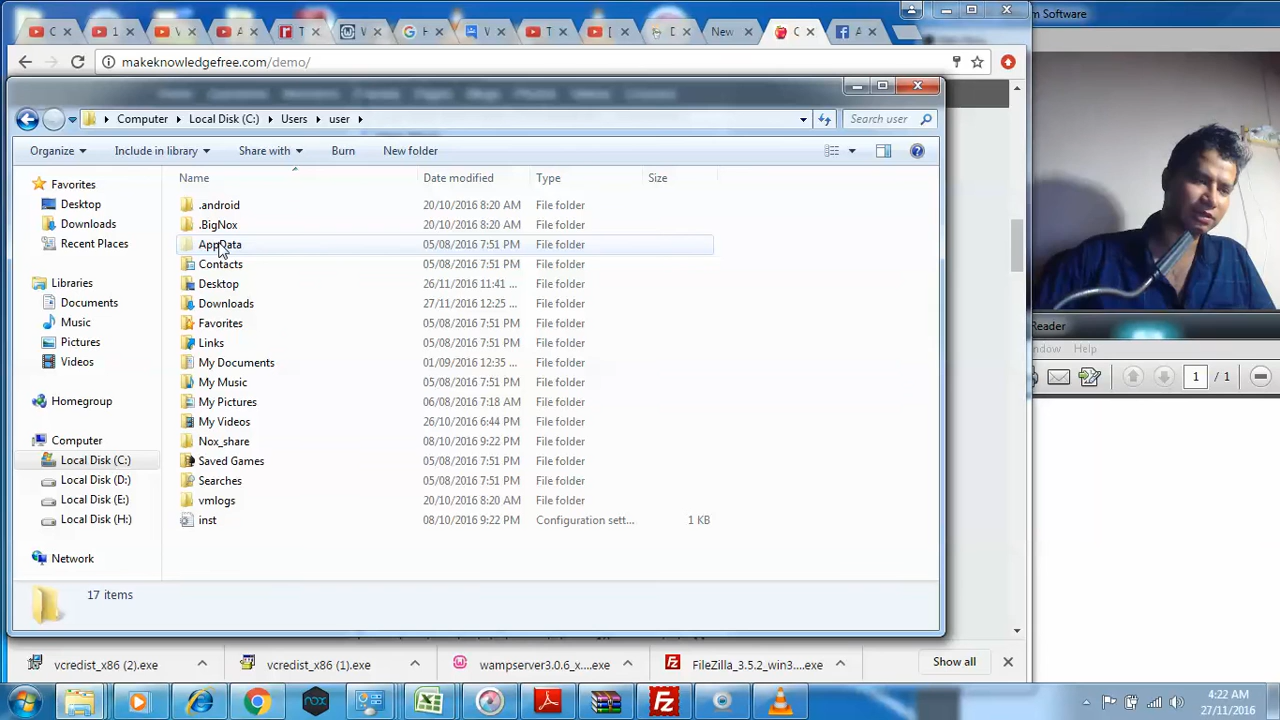 New
makeknowledgefree.com/demo/
m Software
Computer Local Disk (C:) Users user
Search user
Organize Include in library Share with Burn New folder
Name Date modified Type Size
Favorites
Desktop
Downloads
Recent Places
Libraries
Documents
Music
Pictures
Videos
Homegroup
Computer
Local Disk (C:)
Local Disk (D:)
Local Disk (E:)
Local Disk (H:)
Network
.android 20/10/2016 8:20 AM File folder
.BigNox 20/10/2016 8:20 AM File folder
AppData 05/08/2016 7:51 PM File folder
Contacts 05/08/2016 7:51 PM File folder
Desktop 26/11/2016 11:41 ... File folder
Downloads 27/11/2016 12:25 ... File folder
Favorites 05/08/2016 7:51 PM File folder
Links 05/08/2016 7:51 PM File folder
My Documents 01/09/2016 12:35 ... File folder
My Music 05/08/2016 7:51 PM File folder
My Pictures 06/08/2016 7:18 AM File folder
My Videos 26/10/2016 6:44 PM File folder
Nox_share 08/10/2016 9:22 PM File folder
Saved Games 05/08/2016 7:51 PM File folder
Searches 05/08/2016 7:51 PM File folder
vmlogs 20/10/2016 8:20 AM File folder
inst 08/10/2016 9:22 PM Configuration sett... 1 KB
17 items
Reader
ndow Help
1 / 1
vcredist_x86 (2).exe
vcredist_x86 (1).exe
wampserver3.0.6_x....exe
FileZilla_3.5.2_win3....exe
Show all
nox
4:22 AM
27/11/2016